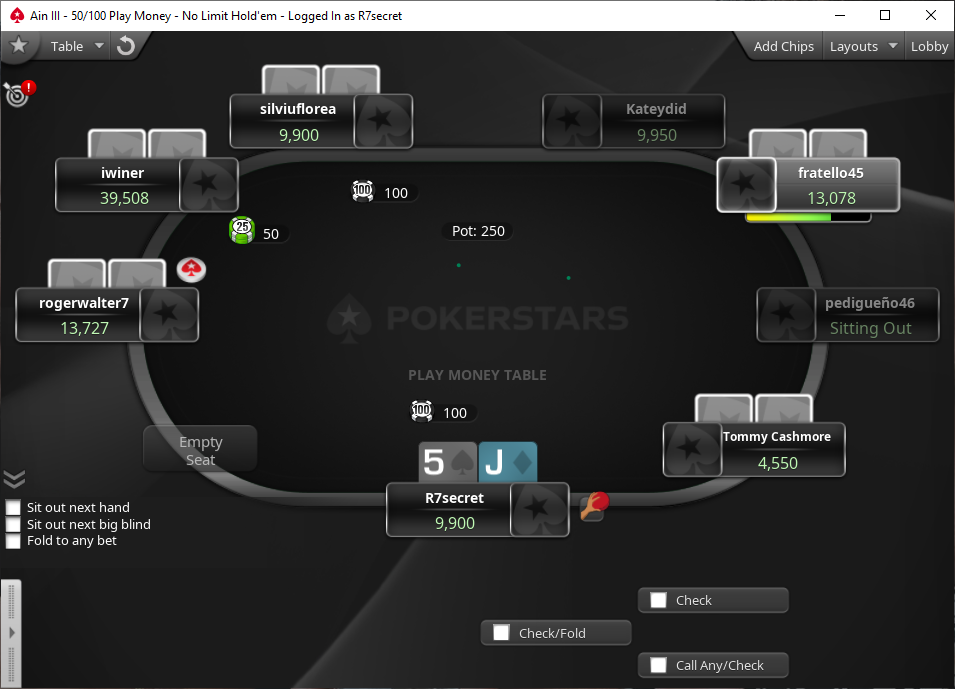 Ain III - 50/100 Play Money - No Limit Hold'em - Logged In as R7secret
Table
Add Chips
Layouts
Lobby
!
silviuflorea
9,900
Kateydid
9,950
iwiner
39,508
fratello45
13,078
100
100
25
50
Pot: 250
rogerwalter7
13,727
pedigueño46
Sitting Out
POKERSTARS
PLAY MONEY TABLE
100
100
Empty
Seat
Tommy Cashmore
4,550
5
J
R7secret
9,900
Sit out next hand
Sit out next big blind
Fold to any bet
Check
Check/Fold
Call Any/Check